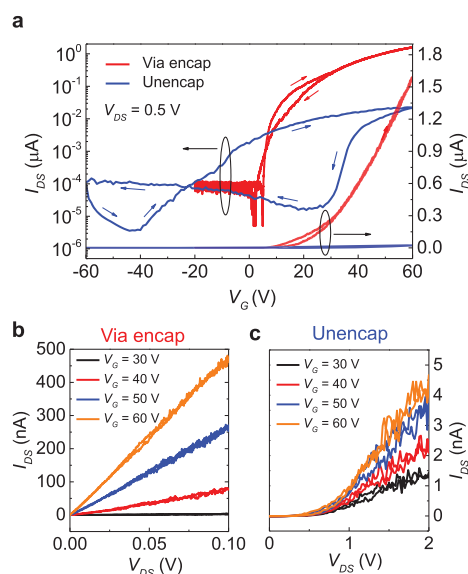 a
Via encap
Unencap
V_DS = 0.5 V
10^0
10^-1
10^-2
10^-3
10^-4
10^-5
10^-6
I_DS (μA)
1.8
1.5
1.2
0.9
0.6
0.3
0.0
I_DS (μA)
-60 -40 -20 0 20 40 60
V_G (V)
b Via encap
V_G = 30 V
V_G = 40 V
V_G = 50 V
V_G = 60 V
500
400
300
200
100
0
I_DS (nA)
0.00 0.05 0.10
V_DS (V)
c Unencap
V_G = 30 V
V_G = 40 V
V_G = 50 V
V_G = 60 V
5
4
3
2
1
0
I_DS (nA)
0 1 2
V_DS (V)